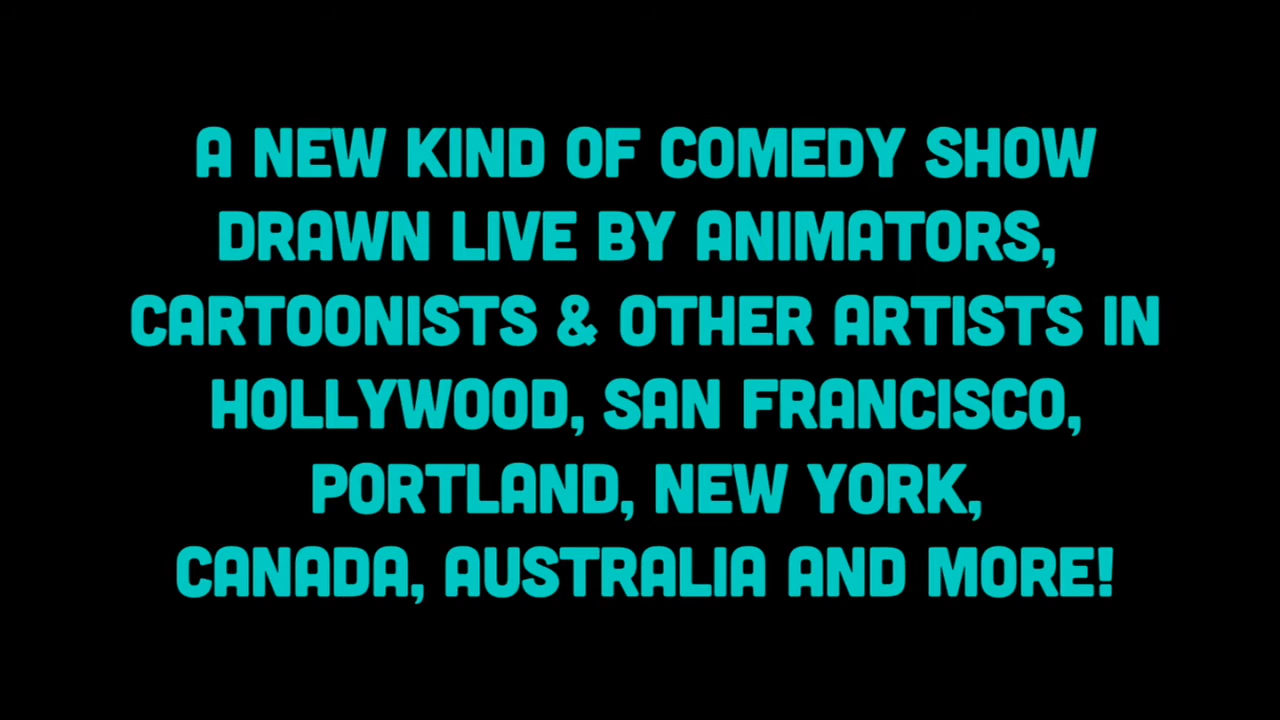 A NEW KIND OF COMEDY SHOW
DRAWN LIVE BY ANIMATORS,
CARTOONISTS & OTHER ARTISTS IN
HOLLYWOOD, SAN FRANCISCO,
PORTLAND, NEW YORK,
CANADA, AUSTRALIA AND MORE!